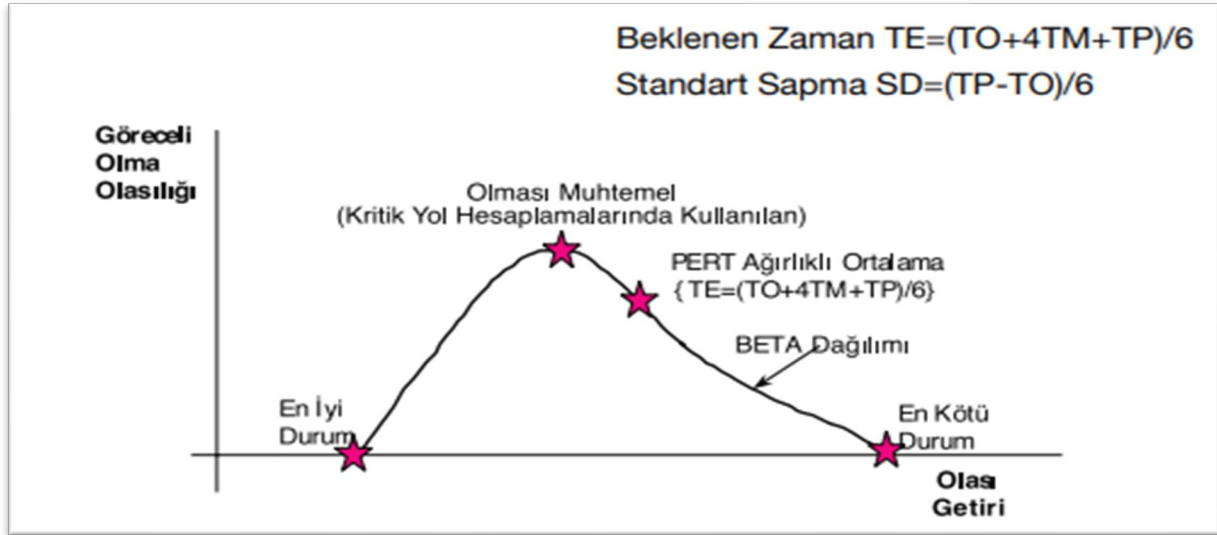 Beklenen Zaman TE=(TO+4TM+TP)/6
Standart Sapma SD=(TP-TO)/6
Göreceli
Olma
Olasılığı
Olması Muhtemel
(Kritik Yol Hesaplamalarında Kullanılan)
PERT Ağırlıklı Ortalama
{TE=(TO+4TM+TP)/6}
BETA Dağılımı
En İyi
Durum
En Kötü
Durum
Olası
Getiri